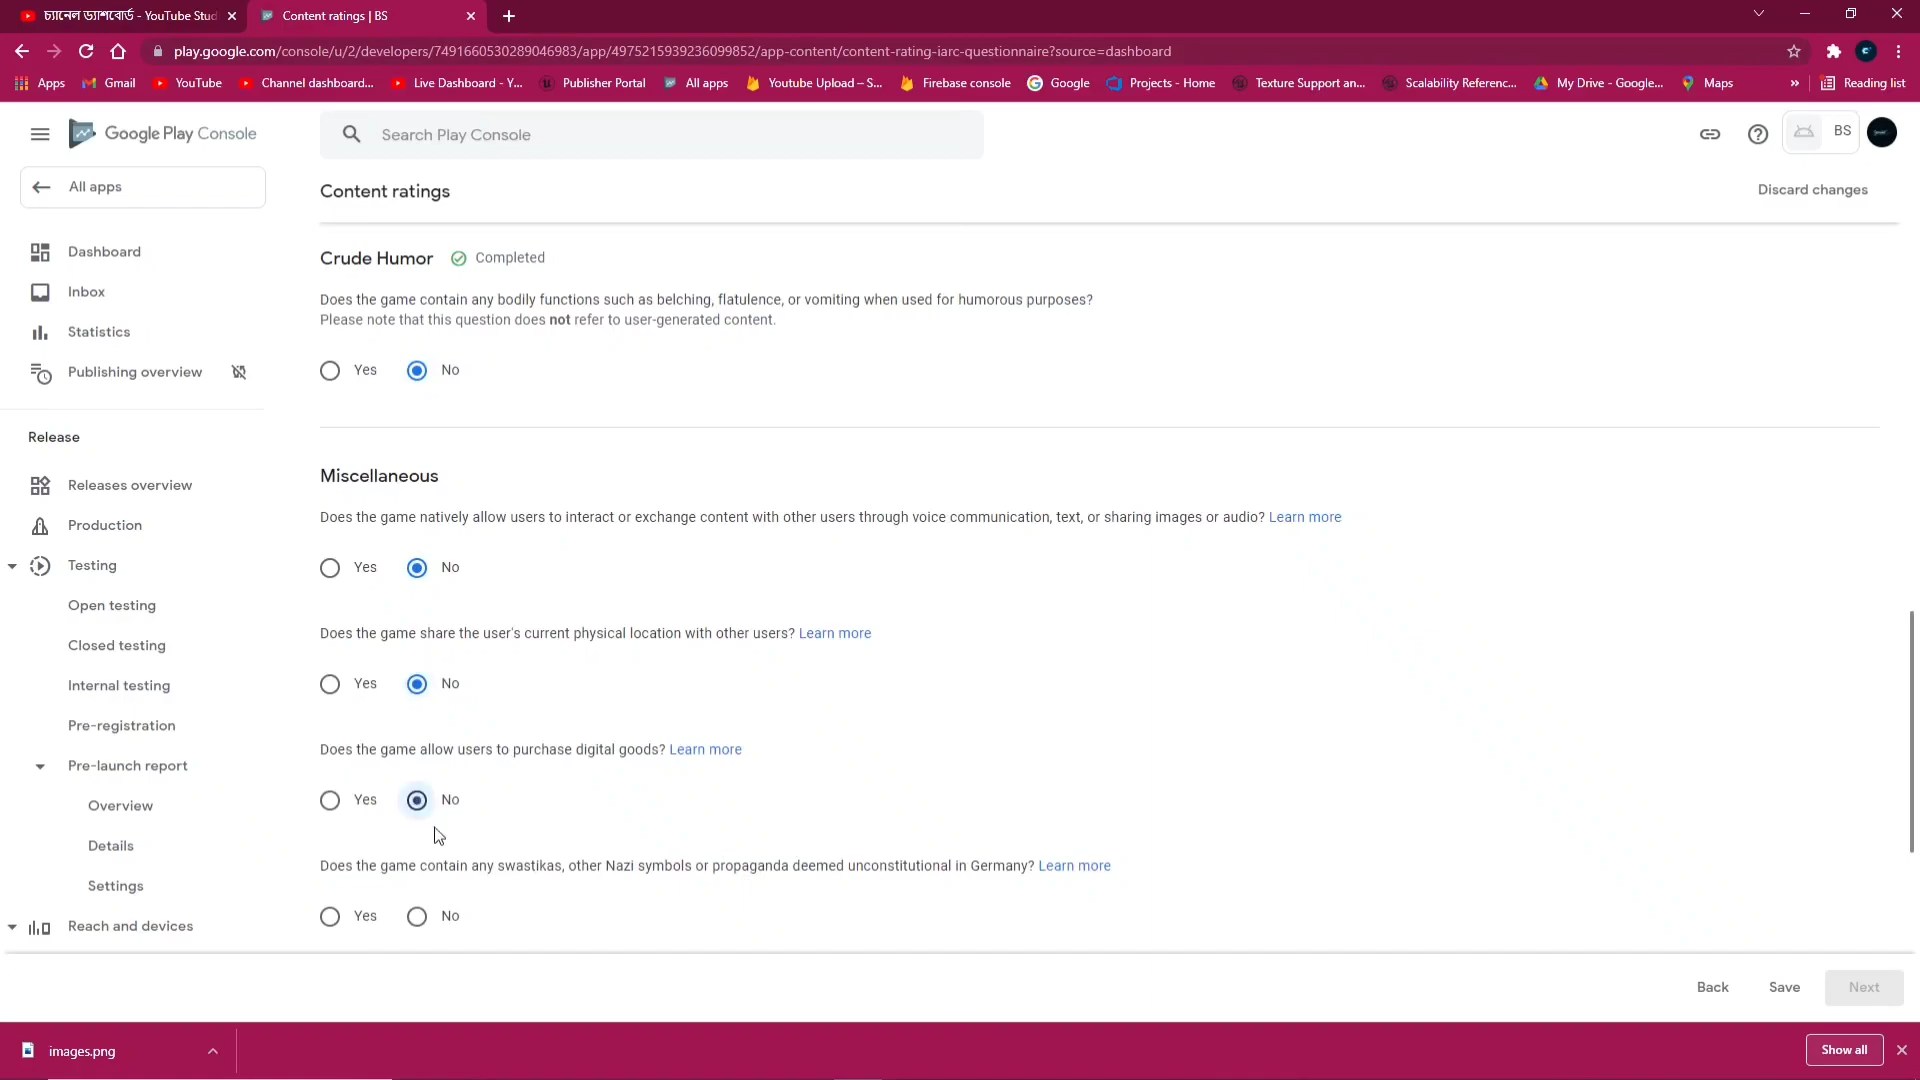 চ্যানেল ড্যাশবোর্ড - YouTube Stud
Content ratings | BS
play.google.com/console/u/2/developers/7491660530289046983/app/4975215939236099852/app-content/content-rating-iarc-questionnaire?source=dashboard
Apps
Gmail
YouTube
Channel dashboard...
Live Dashboard - Y...
Publisher Portal
All apps
Youtube Upload – S...
Firebase console
Google
Projects - Home
Texture Support an...
Scalability Referenc...
My Drive - Google...
Maps
»
Reading list
Google Play Console
Search Play Console
BS
All apps
Content ratings
Discard changes
Dashboard
Inbox
Statistics
Publishing overview
Release
Releases overview
Production
Testing
Open testing
Closed testing
Internal testing
Pre-registration
Pre-launch report
Overview
Details
Settings
Reach and devices
Crude Humor
Completed
Does the game contain any bodily functions such as belching, flatulence, or vomiting when used for humorous purposes?
Please note that this question does not refer to user-generated content.
Yes No
Miscellaneous
Does the game natively allow users to interact or exchange content with other users through voice communication, text, or sharing images or audio? Learn more
Yes No
Does the game share the user's current physical location with other users? Learn more
Yes No
Does the game allow users to purchase digital goods? Learn more
Yes No
Does the game contain any swastikas, other Nazi symbols or propaganda deemed unconstitutional in Germany? Learn more
Yes No
Back
Save
Next
images.png
Show all